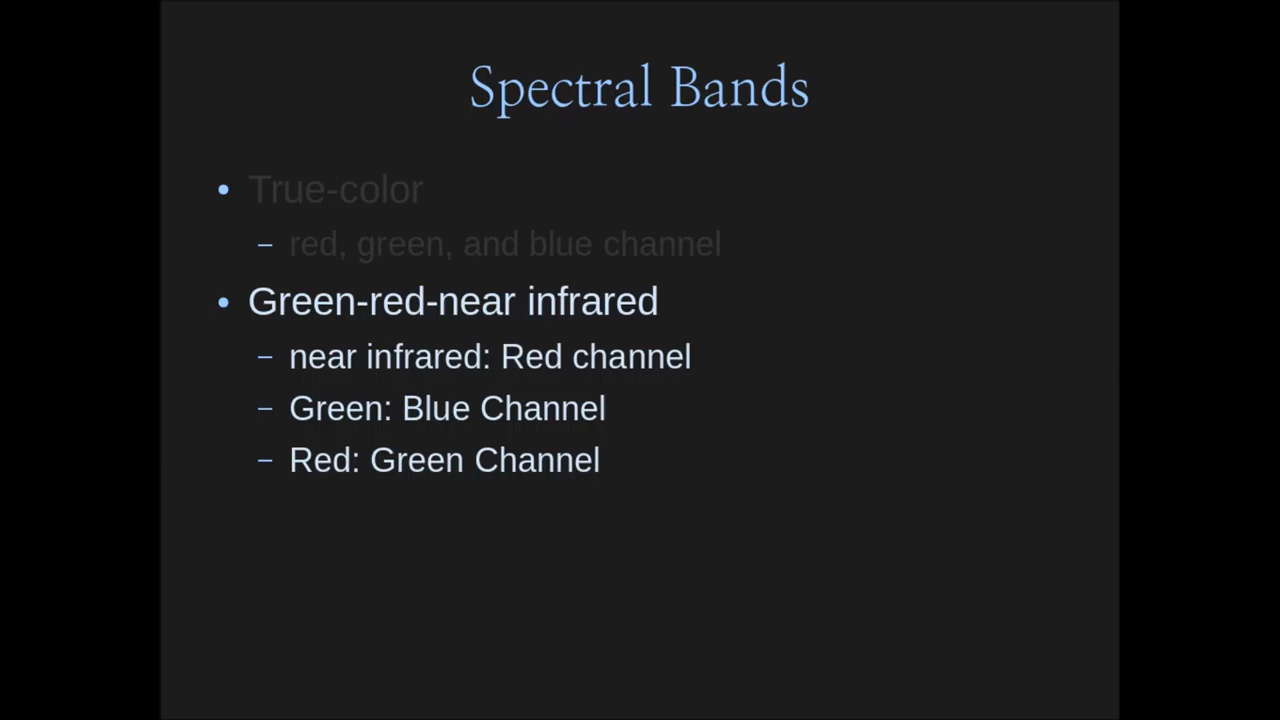 Spectral Bands
• True-color
– red, green, and blue channel
• Green-red-near infrared
– near infrared: Red channel
– Green: Blue Channel
– Red: Green Channel